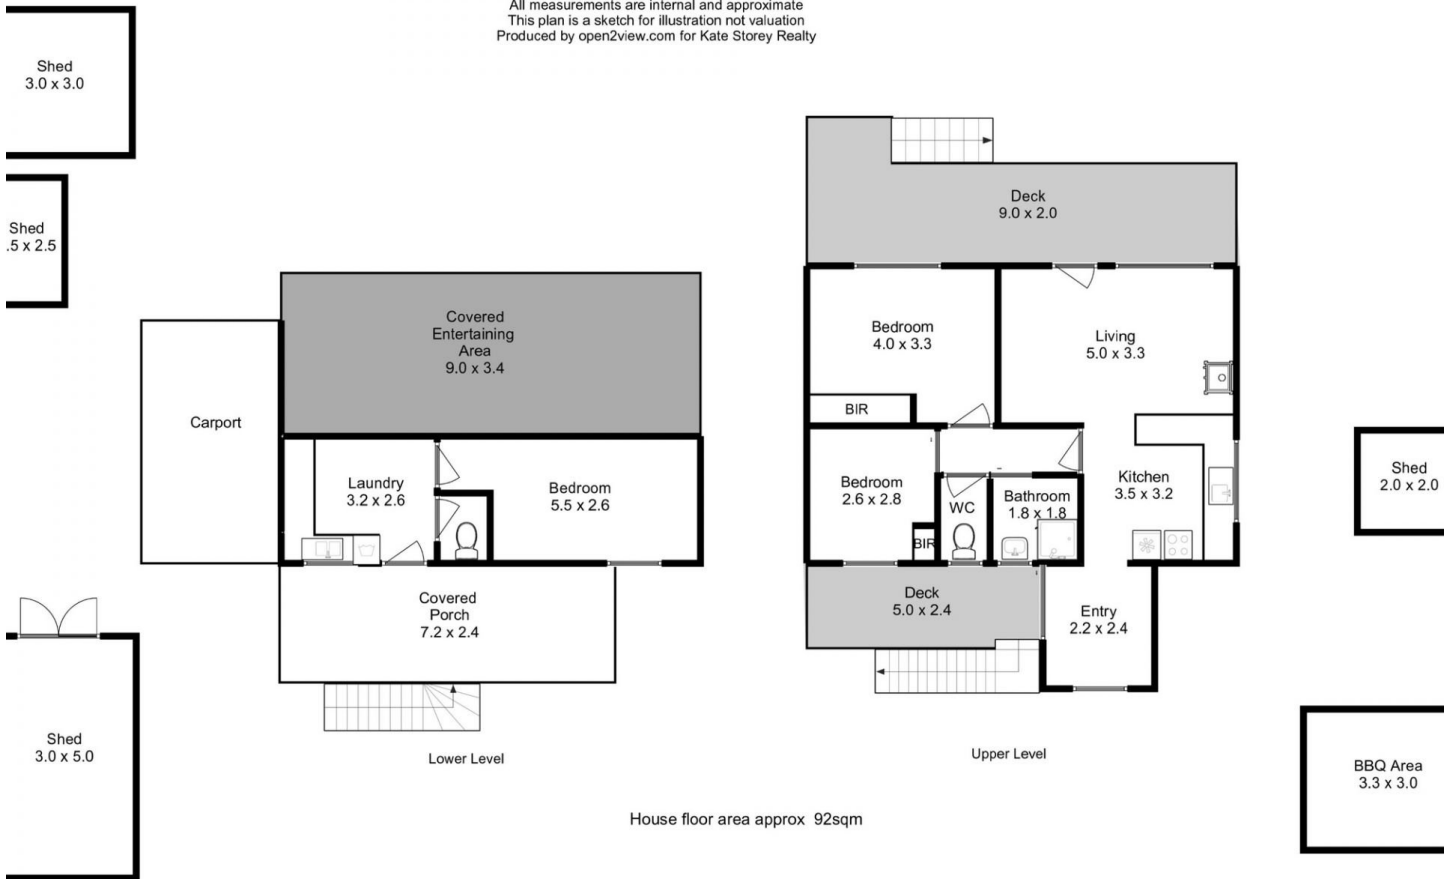 All measurements are internal and approximate
This plan is a sketch for illustration not valuation
Produced by open2view.com for Kate Storey Realty
Shed
3.0 x 3.0
Shed
.5 x 2.5
Carport
Covered
Entertaining
Area
9.0 x 3.4
Laundry
3.2 x 2.6
Bedroom
5.5 x 2.6
Covered
Porch
7.2 x 2.4
Shed
3.0 x 5.0
Lower Level
Deck
9.0 x 2.0
Bedroom
4.0 x 3.3
BIR
Living
5.0 x 3.3
Bedroom
2.6 x 2.8
BIR
WC
Bathroom
1.8 x 1.8
Kitchen
3.5 x 3.2
Deck
5.0 x 2.4
Entry
2.2 x 2.4
Upper Level
Shed
2.0 x 2.0
BBQ Area
3.3 x 3.0
House floor area approx 92sqm